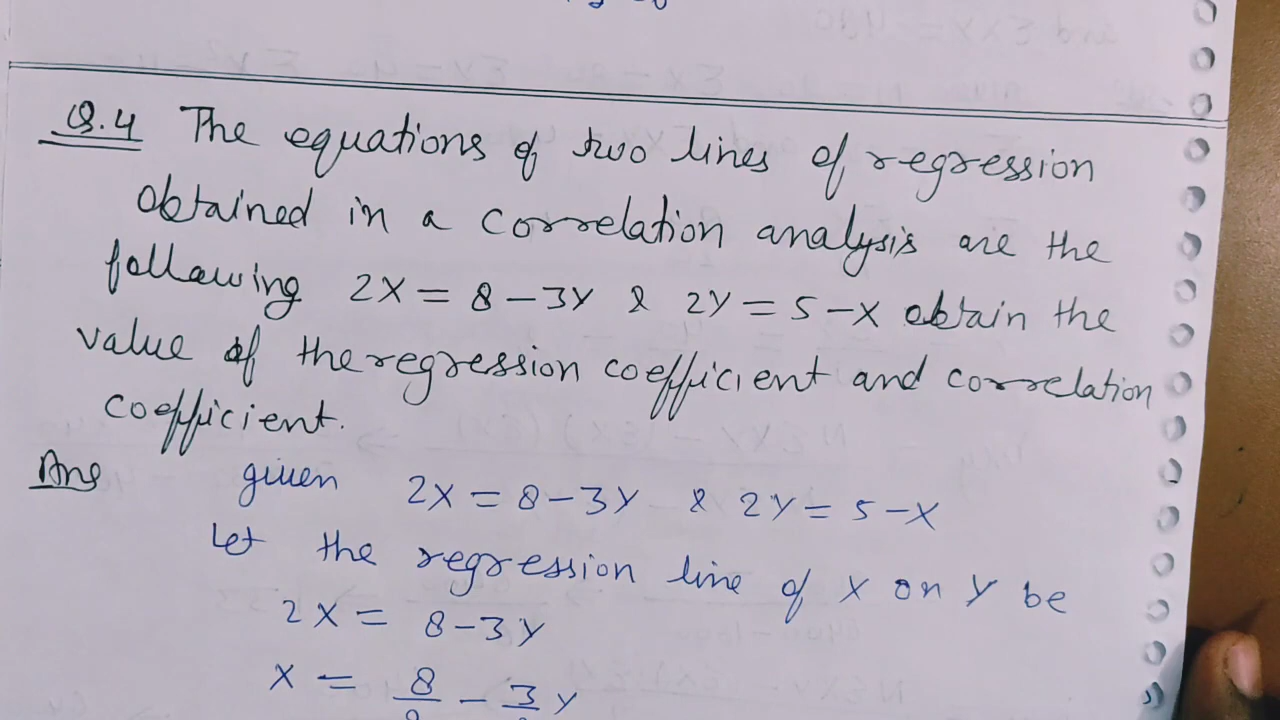 Q.4 The equations of two lines of regression
obtained in a correlation analysis are the
following 2X = 8 - 3Y & 2Y = 5 - X obtain the
value of the regression coefficient and correlation
coefficient.
Ans given 2X = 8 - 3Y & 2Y = 5 - X
Let the regression line of X on Y be
2X = 8 - 3Y
X = 8/ - 3/ Y